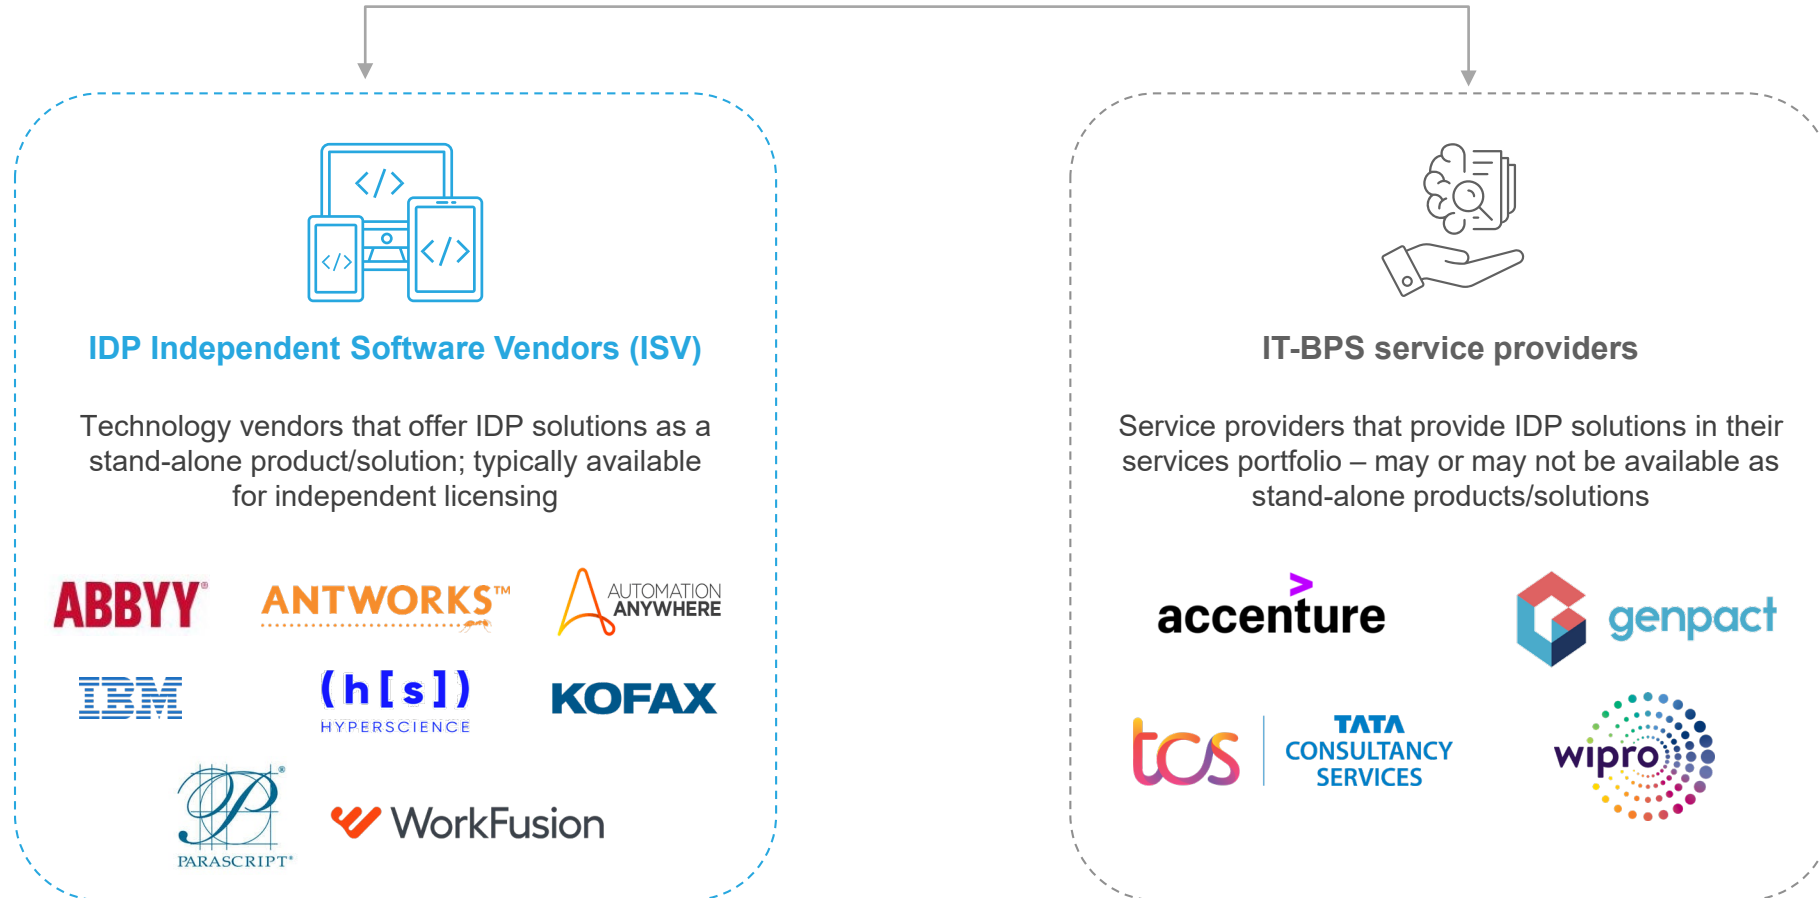 </> 
</>
</>
IDP Independent Software Vendors (ISV)
Technology vendors that offer IDP solutions as a
stand-alone product/solution; typically available
for independent licensing
ABBYY®
ANTWORKS™
AUTOMATION
ANYWHERE
IBM
(h[s])
HYPERSCIENCE
KOFAX
P®
PARASCRIPT®
WorkFusion
IT-BPS service providers
Service providers that provide IDP solutions in their
services portfolio – may or may not be available as
stand-alone products/solutions
accenture
genpact
tcs
TATA
CONSULTANCY
SERVICES
wipro